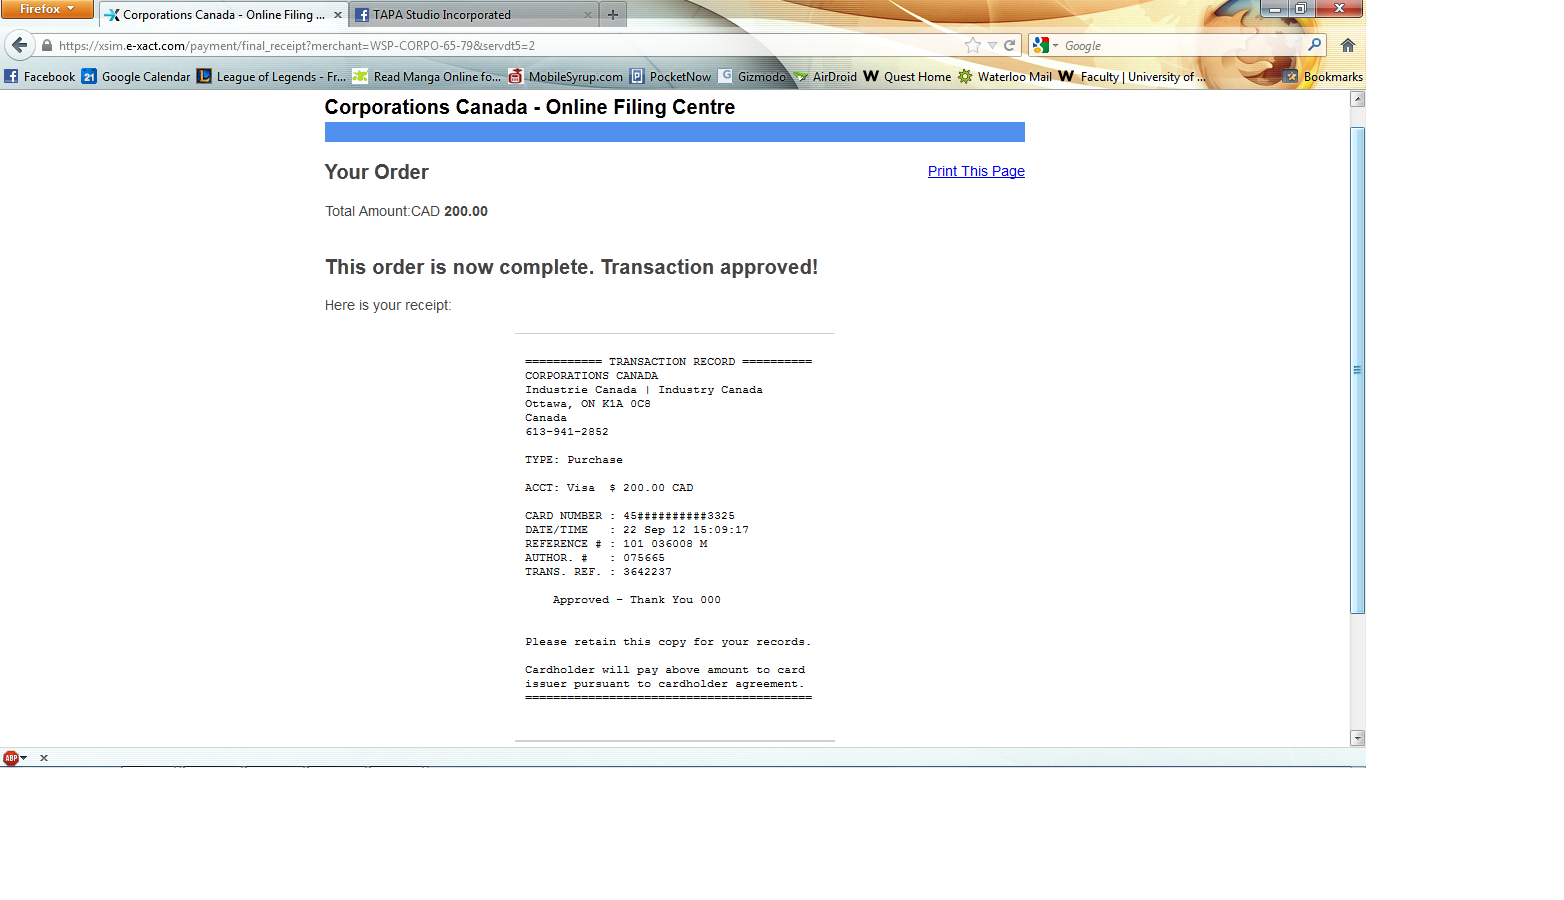 Firefox
Corporations Canada - Online Filing ...
TAPA Studio Incorporated
https://xsim.e-xact.com/payment/final_receipt?merchant=WSP-CORPO-65-79&servdt5=2
Google
Facebook
21 Google Calendar
League of Legends - Fr...
Read Manga Online fo...
MobileSyrup.com
PocketNow
Gizmodo
AirDroid
W Quest Home
Waterloo Mail
W Faculty | University of ...
Bookmarks
Corporations Canada - Online Filing Centre
Your Order
Print This Page
Total Amount:CAD 200.00
This order is now complete. Transaction approved!
Here is your receipt:
=========== TRANSACTION RECORD ==========
CORPORATIONS CANADA
Industrie Canada | Industry Canada
Ottawa, ON K1A 0C8
Canada
613-941-2852
TYPE: Purchase
ACCT: Visa  $ 200.00 CAD
CARD NUMBER : 45##########3325
DATE/TIME   : 22 Sep 12 15:09:17
REFERENCE # : 101 036008 M
AUTHOR. #   : 075665
TRANS. REF. : 3642237
Approved - Thank You 000
Please retain this copy for your records.
Cardholder will pay above amount to card
issuer pursuant to cardholder agreement.
=========================================
ABP